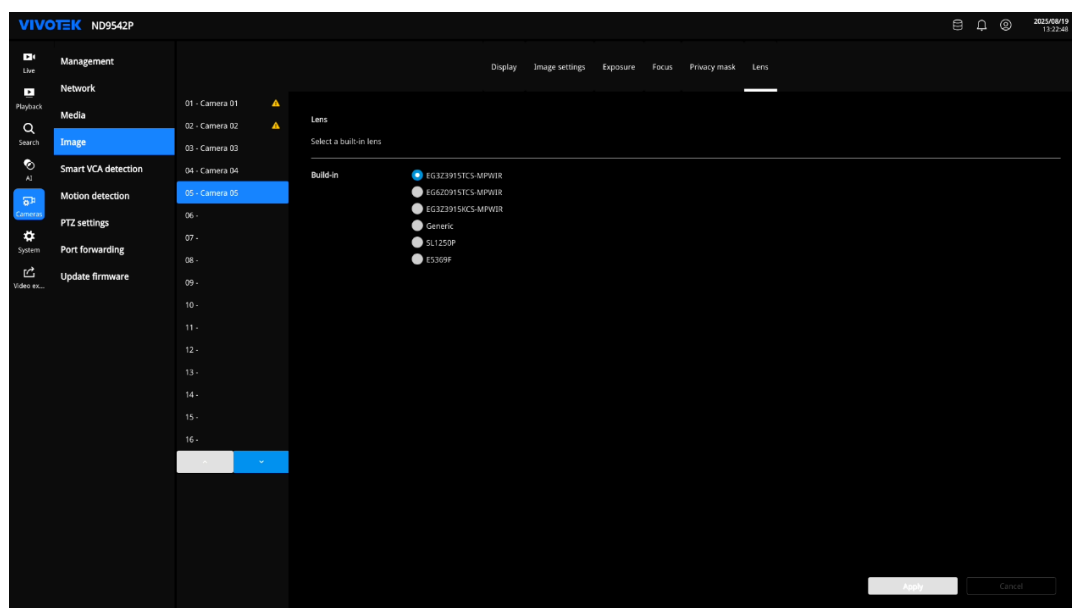 VIVOTEK ND9542P
2025/08/19
13:22:48
Live
Playback
Search
AI
Cameras
System
Video ex...
Management
Network
Media
Image
Smart VCA detection
Motion detection
PTZ settings
Port forwarding
Update firmware
01 - Camera 01
02 - Camera 02
03 - Camera 03
04 - Camera 04
05 - Camera 05
06 -
07 -
08 -
09 -
10 -
11 -
12 -
13 -
14 -
15 -
16 -
Display Image settings Exposure Focus Privacy mask Lens
Lens
Select a built-in lens
Build-in
EG3Z3915TCS-MPWIR
EG6Z0915TCS-MPWIR
EG3Z3915KCS-MPWIR
Generic
SL1250P
E5369F
Apply Cancel